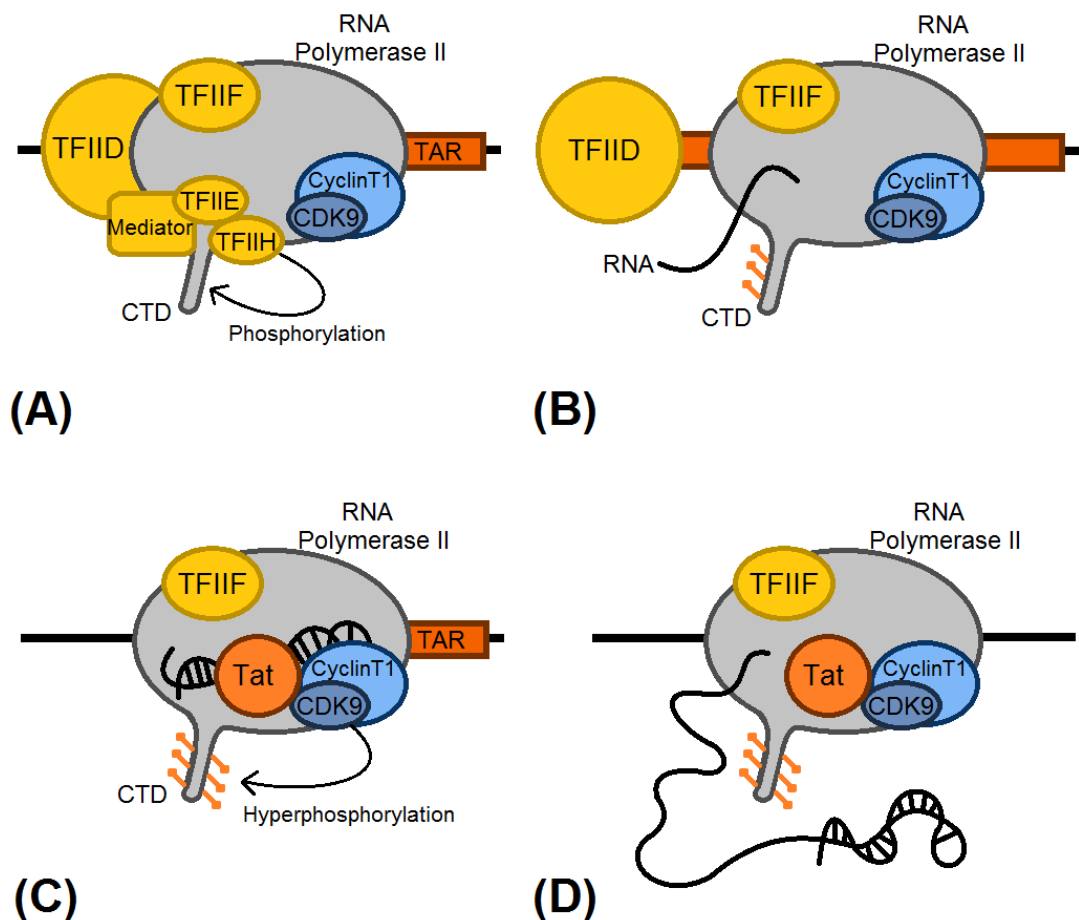 RNA
Polymerase II
TFIIF
TFIID
TAR
CyclinT1
TFIIE
CDK9
Mediator
TFIIH
CTD
Phosphorylation
(A)
RNA
Polymerase II
TFIIF
TFIID
CyclinT1
CDK9
RNA
CTD
(B)
RNA
Polymerase II
TFIIF
TAR
Tat
CyclinT1
CDK9
CTD
Hyperphosphorylation
(C)
RNA
Polymerase II
TFIIF
Tat
CyclinT1
CDK9
CTD
(D)